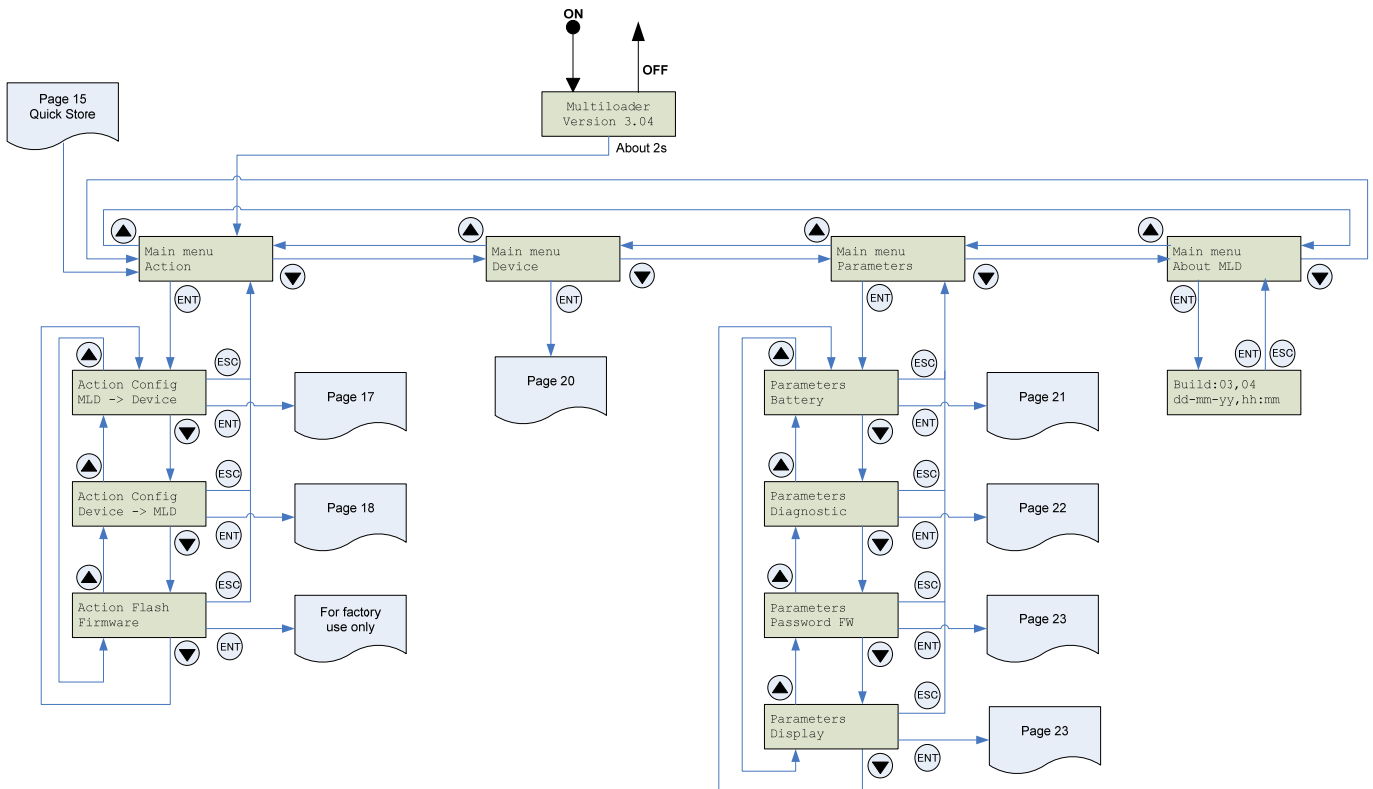 ON
OFF
Page 15
Quick Store
Multiloader
Version 3.04
About 2s
Main menu
Action
Main menu
Device
Main menu
Parameters
Main menu
About MLD
ENT
ENT
ENT
ENT
ESC
Action Config
MLD -> Device
ENT
Page 17
ESC
Action Config
Device -> MLD
ENT
Page 18
ESC
Action Flash
Firmware
ENT
For factory
use only
Page 20
ESC
Parameters
Battery
ENT
Page 21
ESC
Parameters
Diagnostic
ENT
Page 22
ESC
Parameters
Password FW
ENT
Page 23
ESC
Parameters
Display
ENT
Page 23
ENT
ESC
Build:03,04
dd-mm-yy,hh:mm